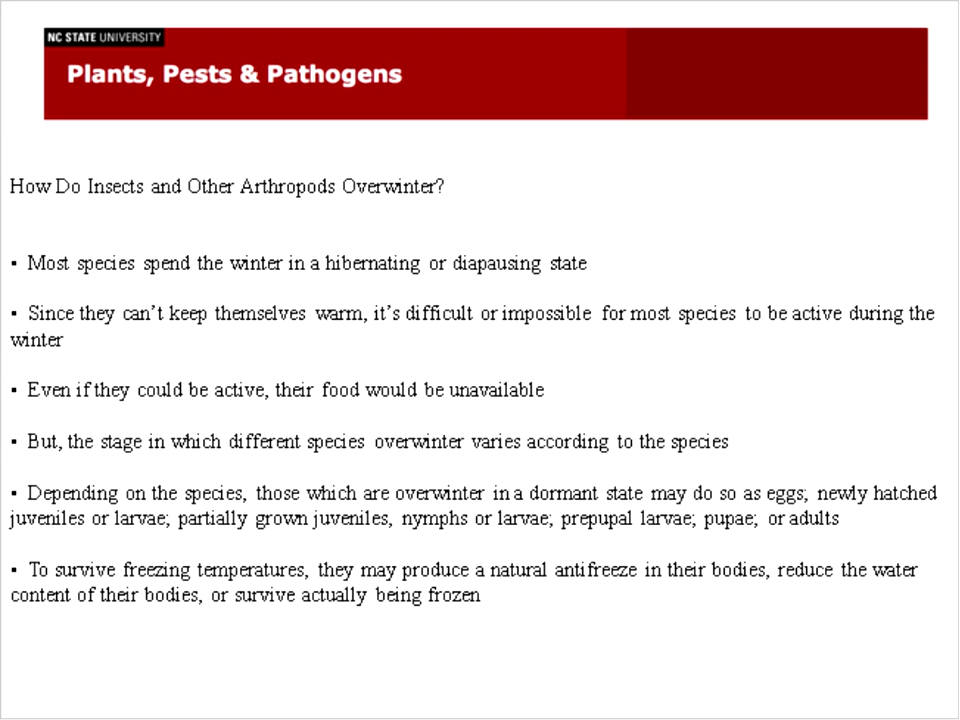 NC STATE UNIVERSITY
Plants, Pests & Pathogens
How Do Insects and Other Arthropods Overwinter?
▪ Most species spend the winter in a hibernating or diapausing state
▪ Since they can’t keep themselves warm, it’s difficult or impossible for most species to be active during the
winter
▪ Even if they could be active, their food would be unavailable
▪ But, the stage in which different species overwinter varies according to the species
▪ Depending on the species, those which are overwinter in a dormant state may do so as eggs; newly hatched
juveniles or larvae; partially grown juveniles, nymphs or larvae; prepupal larvae; pupae; or adults
▪ To survive freezing temperatures, they may produce a natural antifreeze in their bodies, reduce the water
content of their bodies, or survive actually being frozen